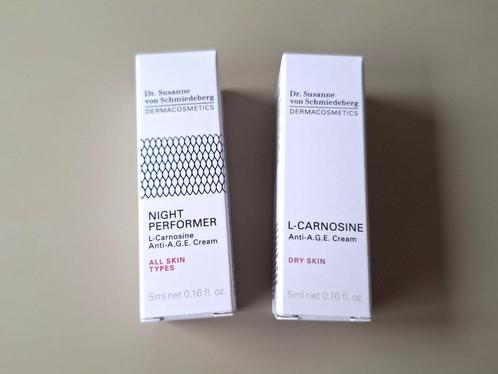 Dr. Susanne
von Schmiedeberg
DERMACOSMETICS
NIGHT
PERFORMER
L-Carnosine
Anti-A.G.E. Cream
ALL SKIN
TYPES
5ml net 0.16 fl. oz.
Dr. Susanne
von Schmiedeberg
DERMACOSMETICS
L-CARNOSINE
Anti-A.G.E. Cream
DRY SKIN
5ml net 0.16 fl. oz.